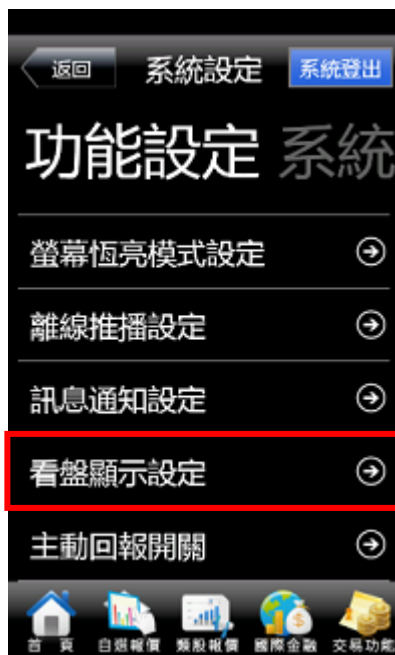 返回 系統設定 系統登出
功能設定 系統
螢幕恆亮模式設定
離線推播設定
訊息通知設定
看盤顯示設定
主動回報開關
首頁 自選報價 類股報價 國際金融 交易功能